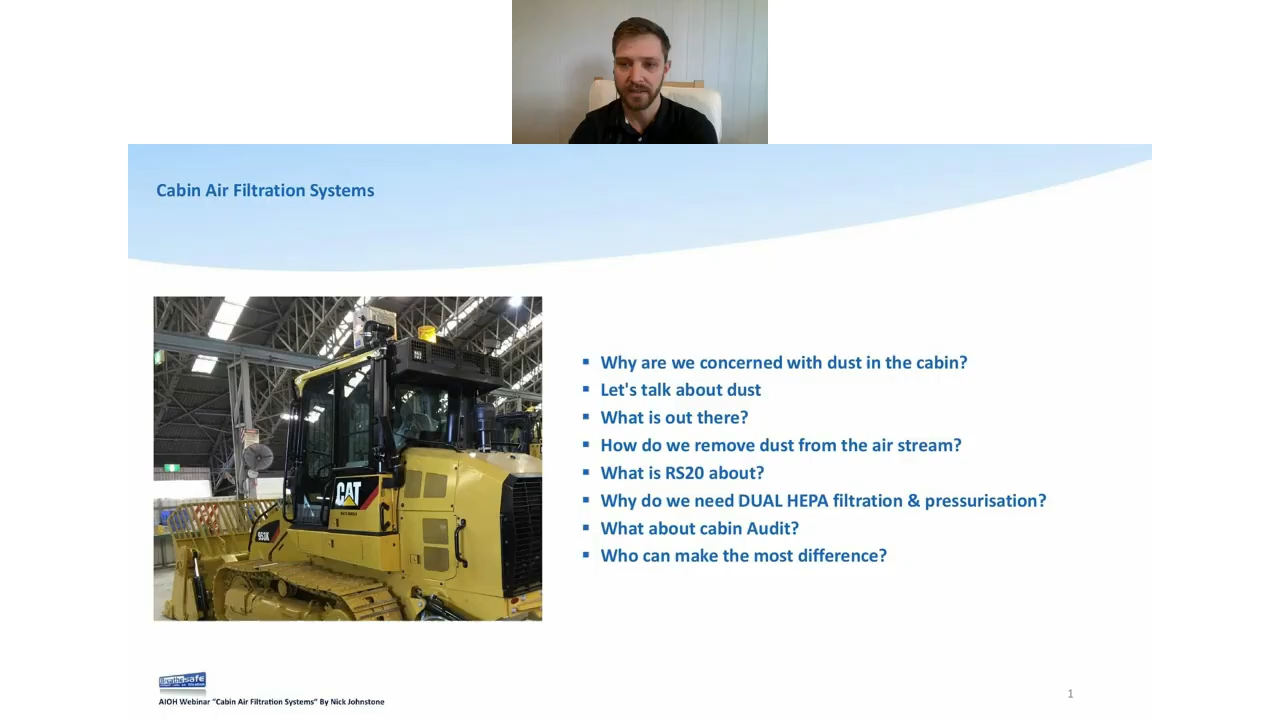 Cabin Air Filtration Systems
CAT
953K
▪ Why are we concerned with dust in the cabin?
▪ Let's talk about dust
▪ What is out there?
▪ How do we remove dust from the air stream?
▪ What is RS20 about?
▪ Why do we need DUAL HEPA filtration & pressurisation?
▪ What about cabin Audit?
▪ Who can make the most difference?
Breathe safe
AIOH Webinar "Cabin Air Filtration Systems" By Nick Johnstone
1